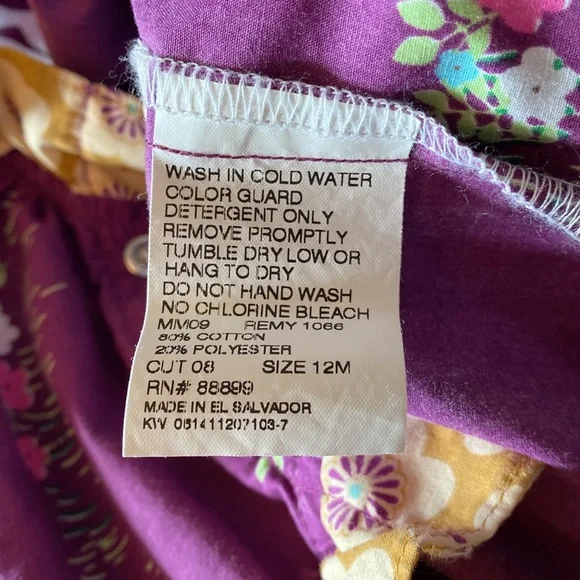 WASH IN COLD WATER
COLOR GUARD
DETERGENT ONLY
REMOVE PROMPTLY
TUMBLE DRY LOW OR
HANG TO DRY
DO NOT HAND WASH
NO CHLORINE BLEACH
MM09 REMY 1066
80% COTTON
20% POLYESTER
CUT 08 SIZE 12M
RN# 88899
MADE IN EL SALVADOR
KW 061411207103-7